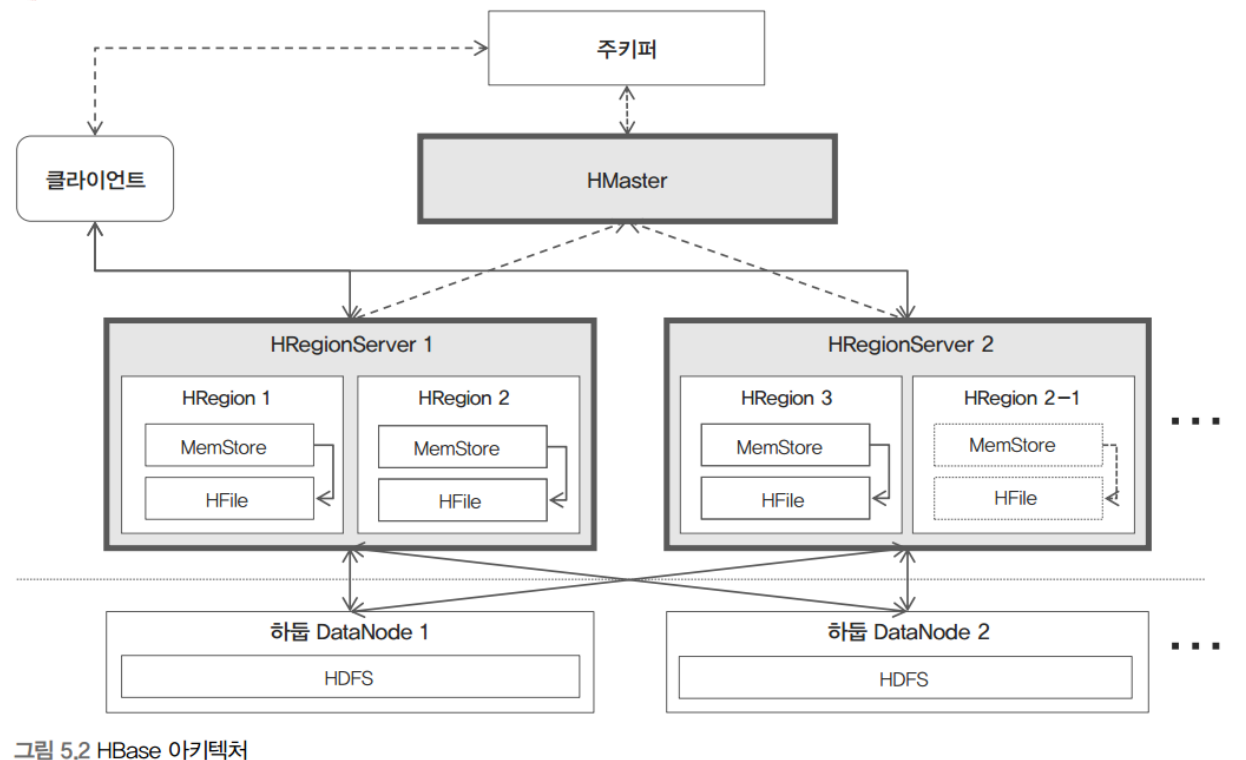 주키퍼
클라이언트
HMaster
HRegionServer 1
HRegionServer 2
HRegion 1
HRegion 2
HRegion 3
HRegion 2-1
MemStore
MemStore
MemStore
MemStore
HFile
HFile
HFile
HFile
하둡 DataNode 1
하둡 DataNode 2
HDFS
HDFS
그림 5.2 HBase 아키텍처